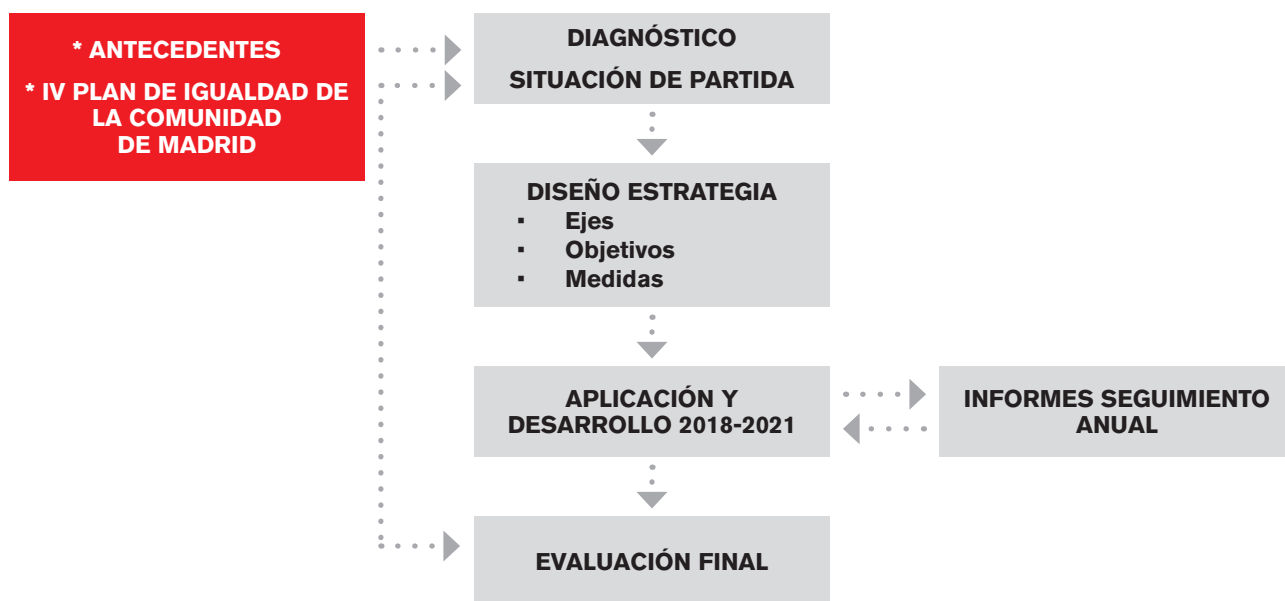 * ANTECEDENTES
* IV PLAN DE IGUALDAD DE
LA COMUNIDAD
DE MADRID
DIAGNÓSTICO
SITUACIÓN DE PARTIDA
DISEÑO ESTRATEGIA
▪ Ejes
▪ Objetivos
▪ Medidas
APLICACIÓN Y
DESARROLLO 2018-2021
INFORMES SEGUIMIENTO
ANUAL
EVALUACIÓN FINAL